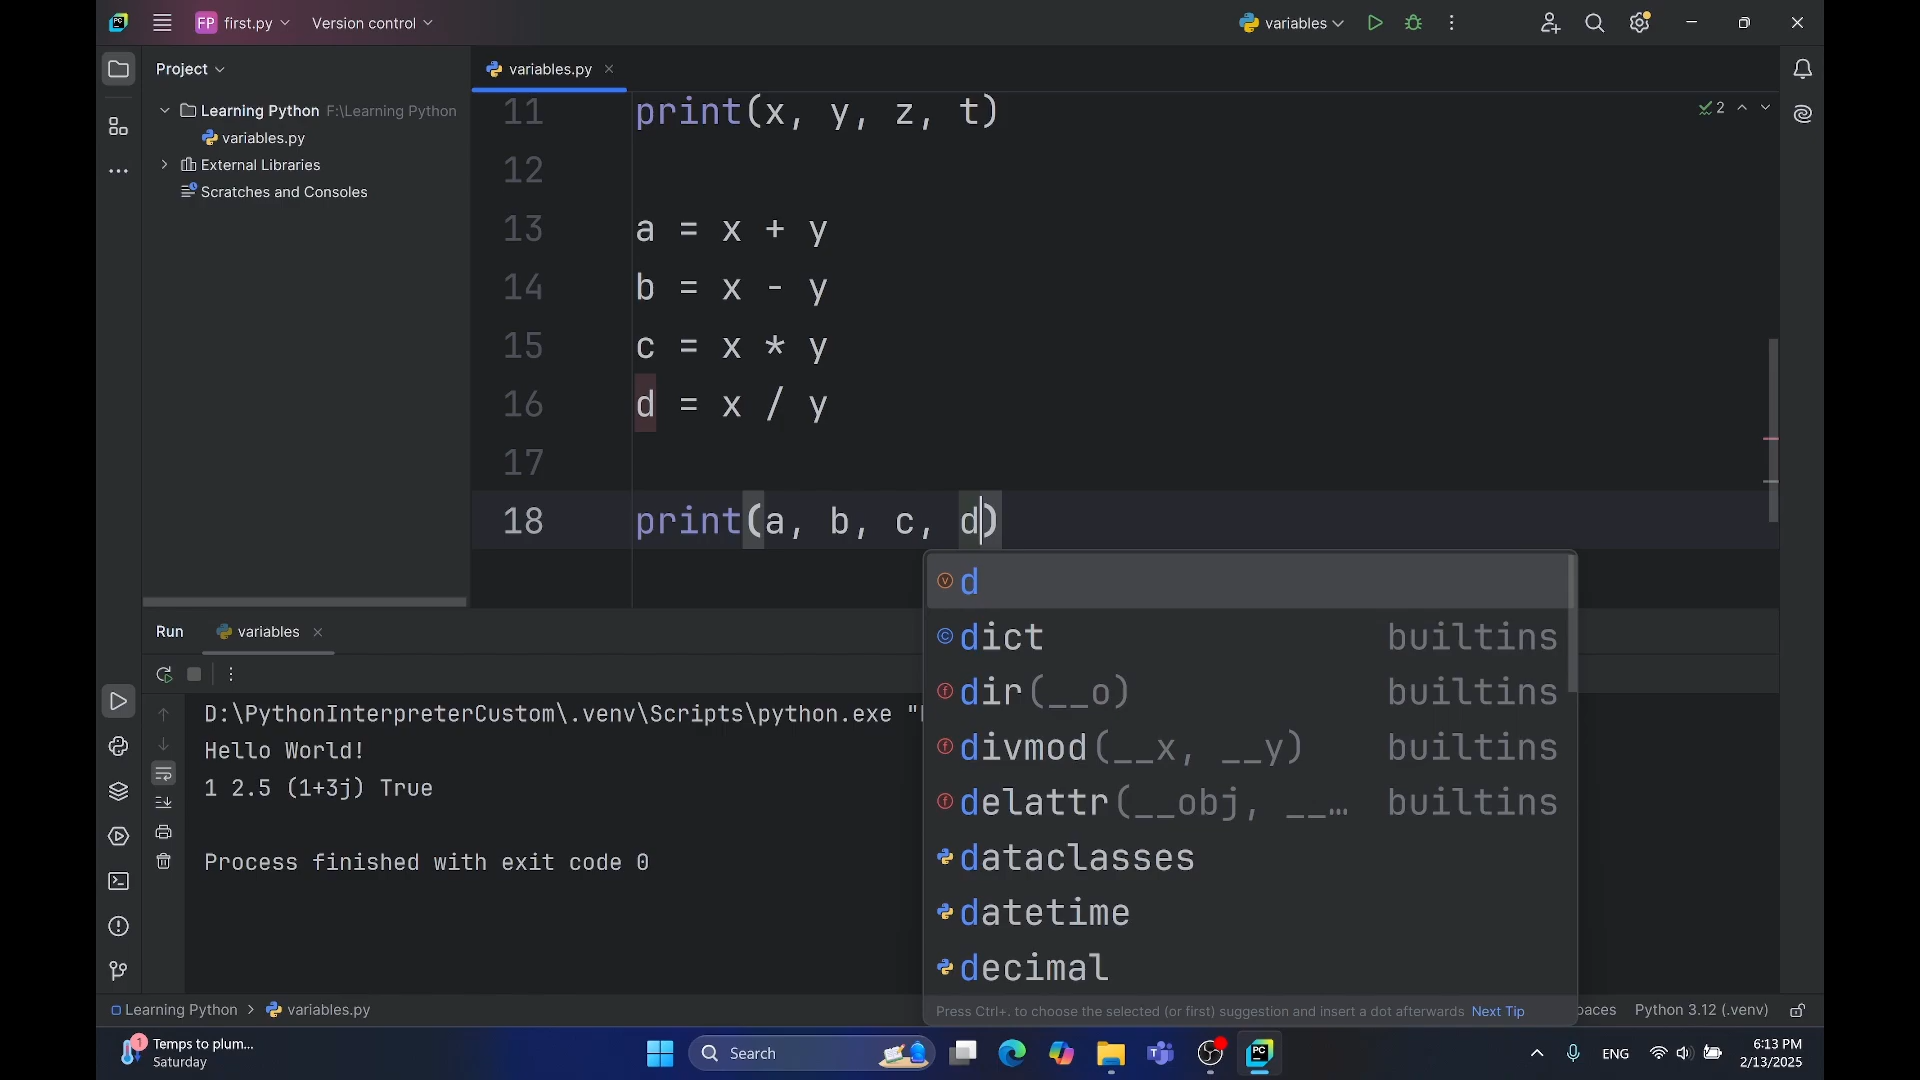 FP first.py Version control variables
Project variables.py
Learning Python F:\Learning Python
variables.py
External Libraries
Scratches and Consoles
2
11 print(x, y, z, t)
12
13 a = x + y
14 b = x - y
15 c = x * y
16 d = x / y
17
18 print(a, b, c, d)
d
dict builtins
dir(__o) builtins
divmod(__x, __y) builtins
delattr(__obj, __… builtins
dataclasses
datetime
decimal
Press Ctrl+. to choose the selected (or first) suggestion and insert a dot afterwards Next Tip
Run variables
D:\PythonInterpreterCustom\.venv\Scripts\python.exe
Hello World!
1 2.5 (1+3j) True
Process finished with exit code 0
Learning Python > variables.py paces Python 3.12 (.venv)
1 Temps to plum...
Saturday
Search
ENG
6:13 PM
2/13/2025